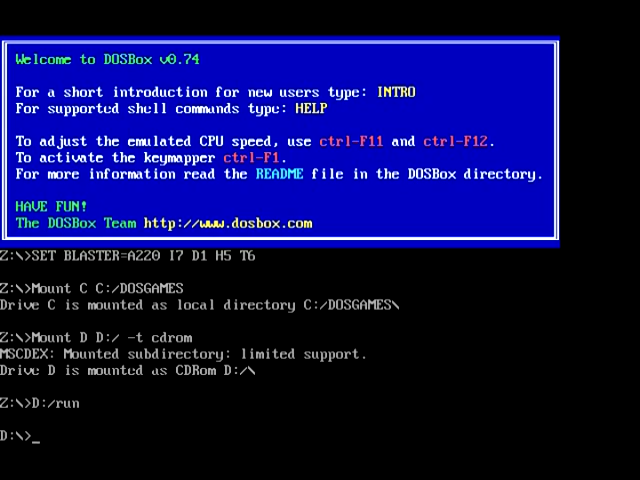 Welcome to DOSBox v0.74
For a short introduction for new users type: INTRO
For supported shell commands type: HELP
To adjust the emulated CPU speed, use ctrl-F11 and ctrl-F12.
To activate the keymapper ctrl-F1.
For more information read the README file in the DOSBox directory.
HAVE FUN!
The DOSBox Team http://www.dosbox.com
Z:\>SET BLASTER=A220 I7 D1 H5 T6
Z:\>Mount C C:/DOSGAMES
Drive C is mounted as local directory C:/DOSGAMES\
Z:\>Mount D D:/ -t cdrom
MSCDEX: Mounted subdirectory: limited support.
Drive D is mounted as CDRom D:/\
Z:\>D:/run
D:\>_